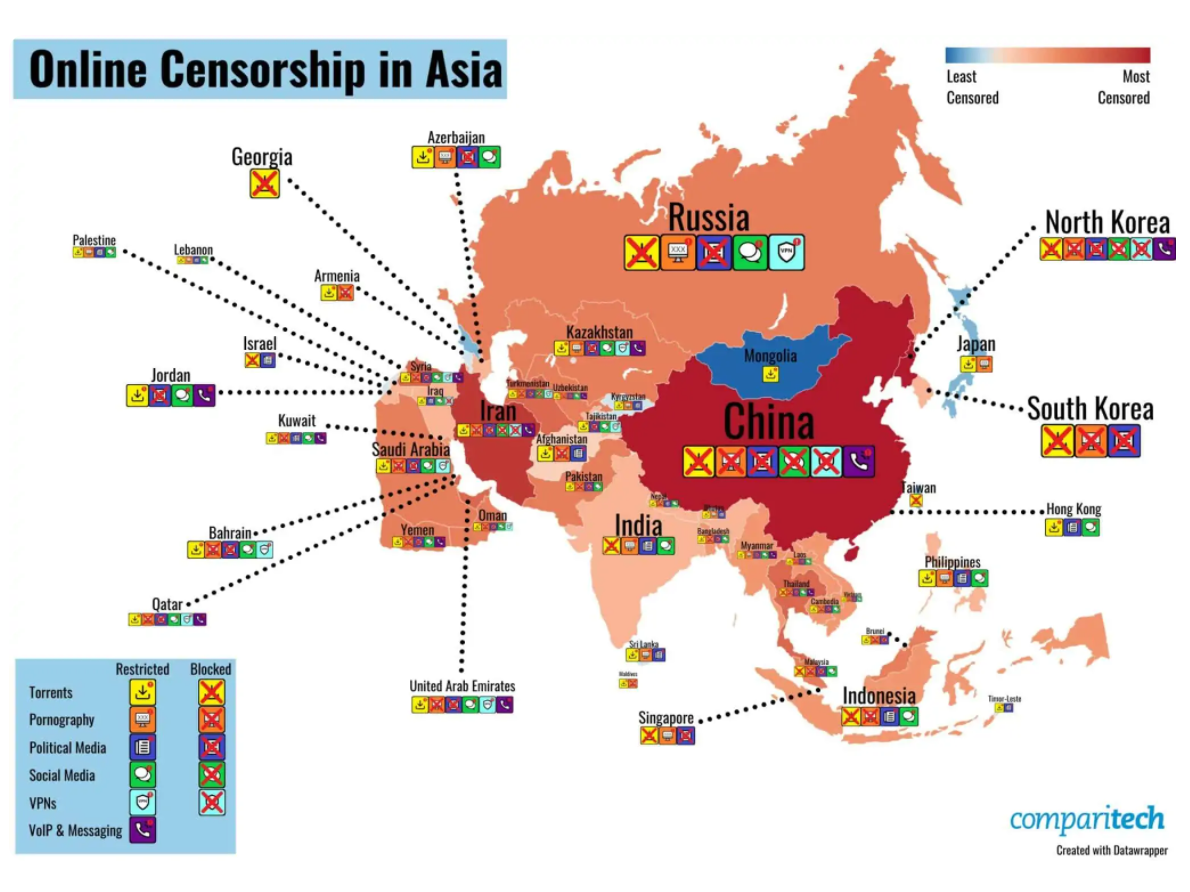 Online Censorship in Asia
Least
Censored
Most
Censored
Azerbaijan
Georgia
Russia
North Korea
Palestine
Lebanon
Armenia
Kazakhstan
Japan
Israel
Mongolia
Syria
Jordan
Turkmenistan
Uzbekistan
Iraq
Kyrgyzstan
Iran
China
South Korea
Kuwait
Tajikistan
Afghanistan
Saudi Arabia
Pakistan
Taiwan
Nepal
Hong Kong
Oman
India
Bahrain
Yemen
Bangladesh
Myanmar
Laos
Philippines
Thailand
Qatar
Cambodia
Vietnam
Brunei
Sri Lanka
Malaysia
Maldives
United Arab Emirates
Indonesia
Timor-Leste
Singapore
Restricted
Blocked
Torrents
Pornography
Political Media
Social Media
VPNs
VoIP & Messaging
comparitech
Created with Datawrapper